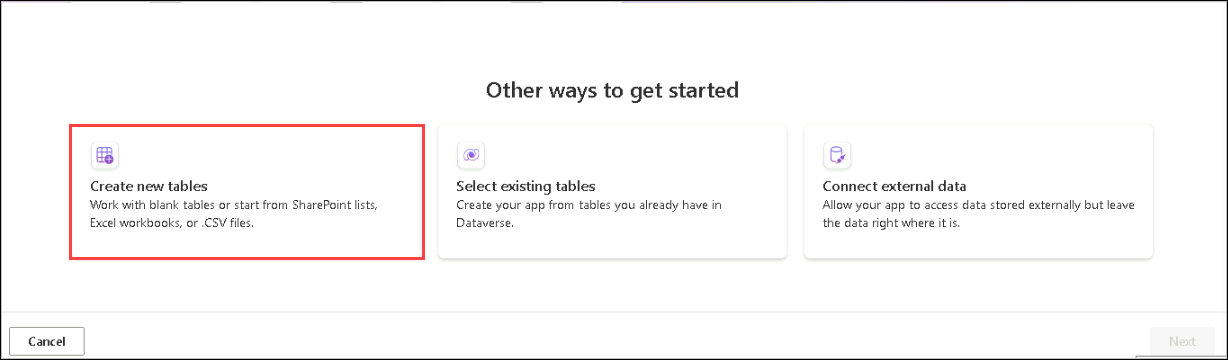 Other ways to get started
Create new tables
Work with blank tables or start from SharePoint lists,
Excel workbooks, or .CSV files.
Select existing tables
Create your app from tables you already have in
Dataverse.
Connect external data
Allow your app to access data stored externally but leave
the data right where it is.
Cancel
Next